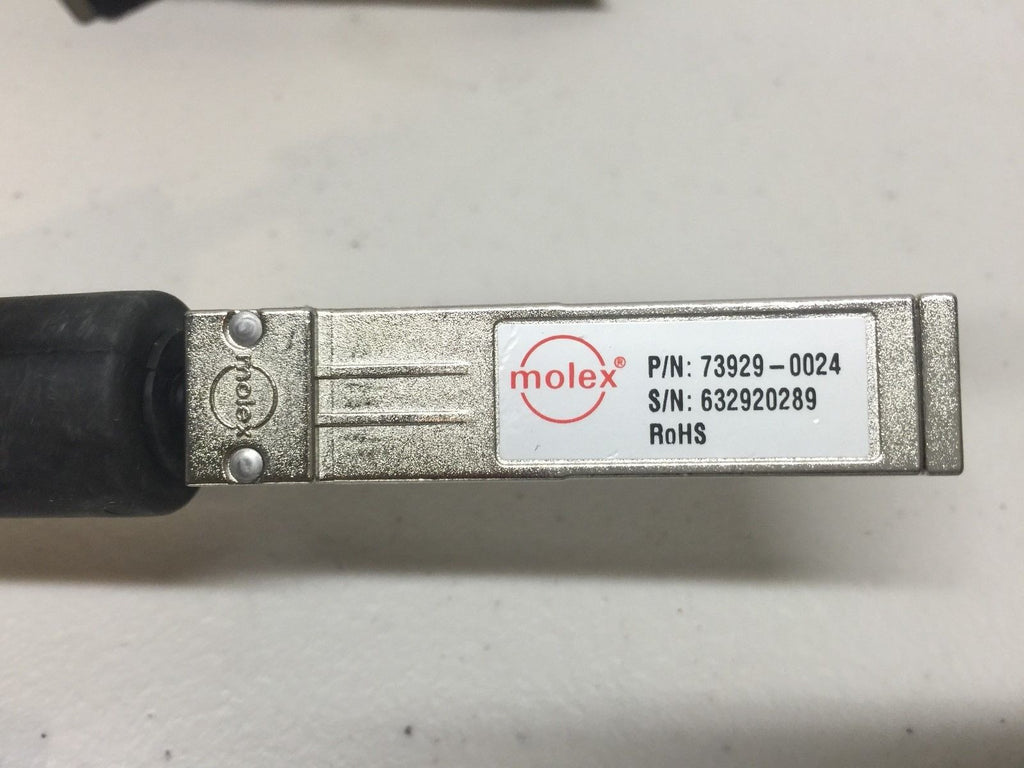 molex
molex®
P/N: 73929-0024
S/N: 632920289
RoHS